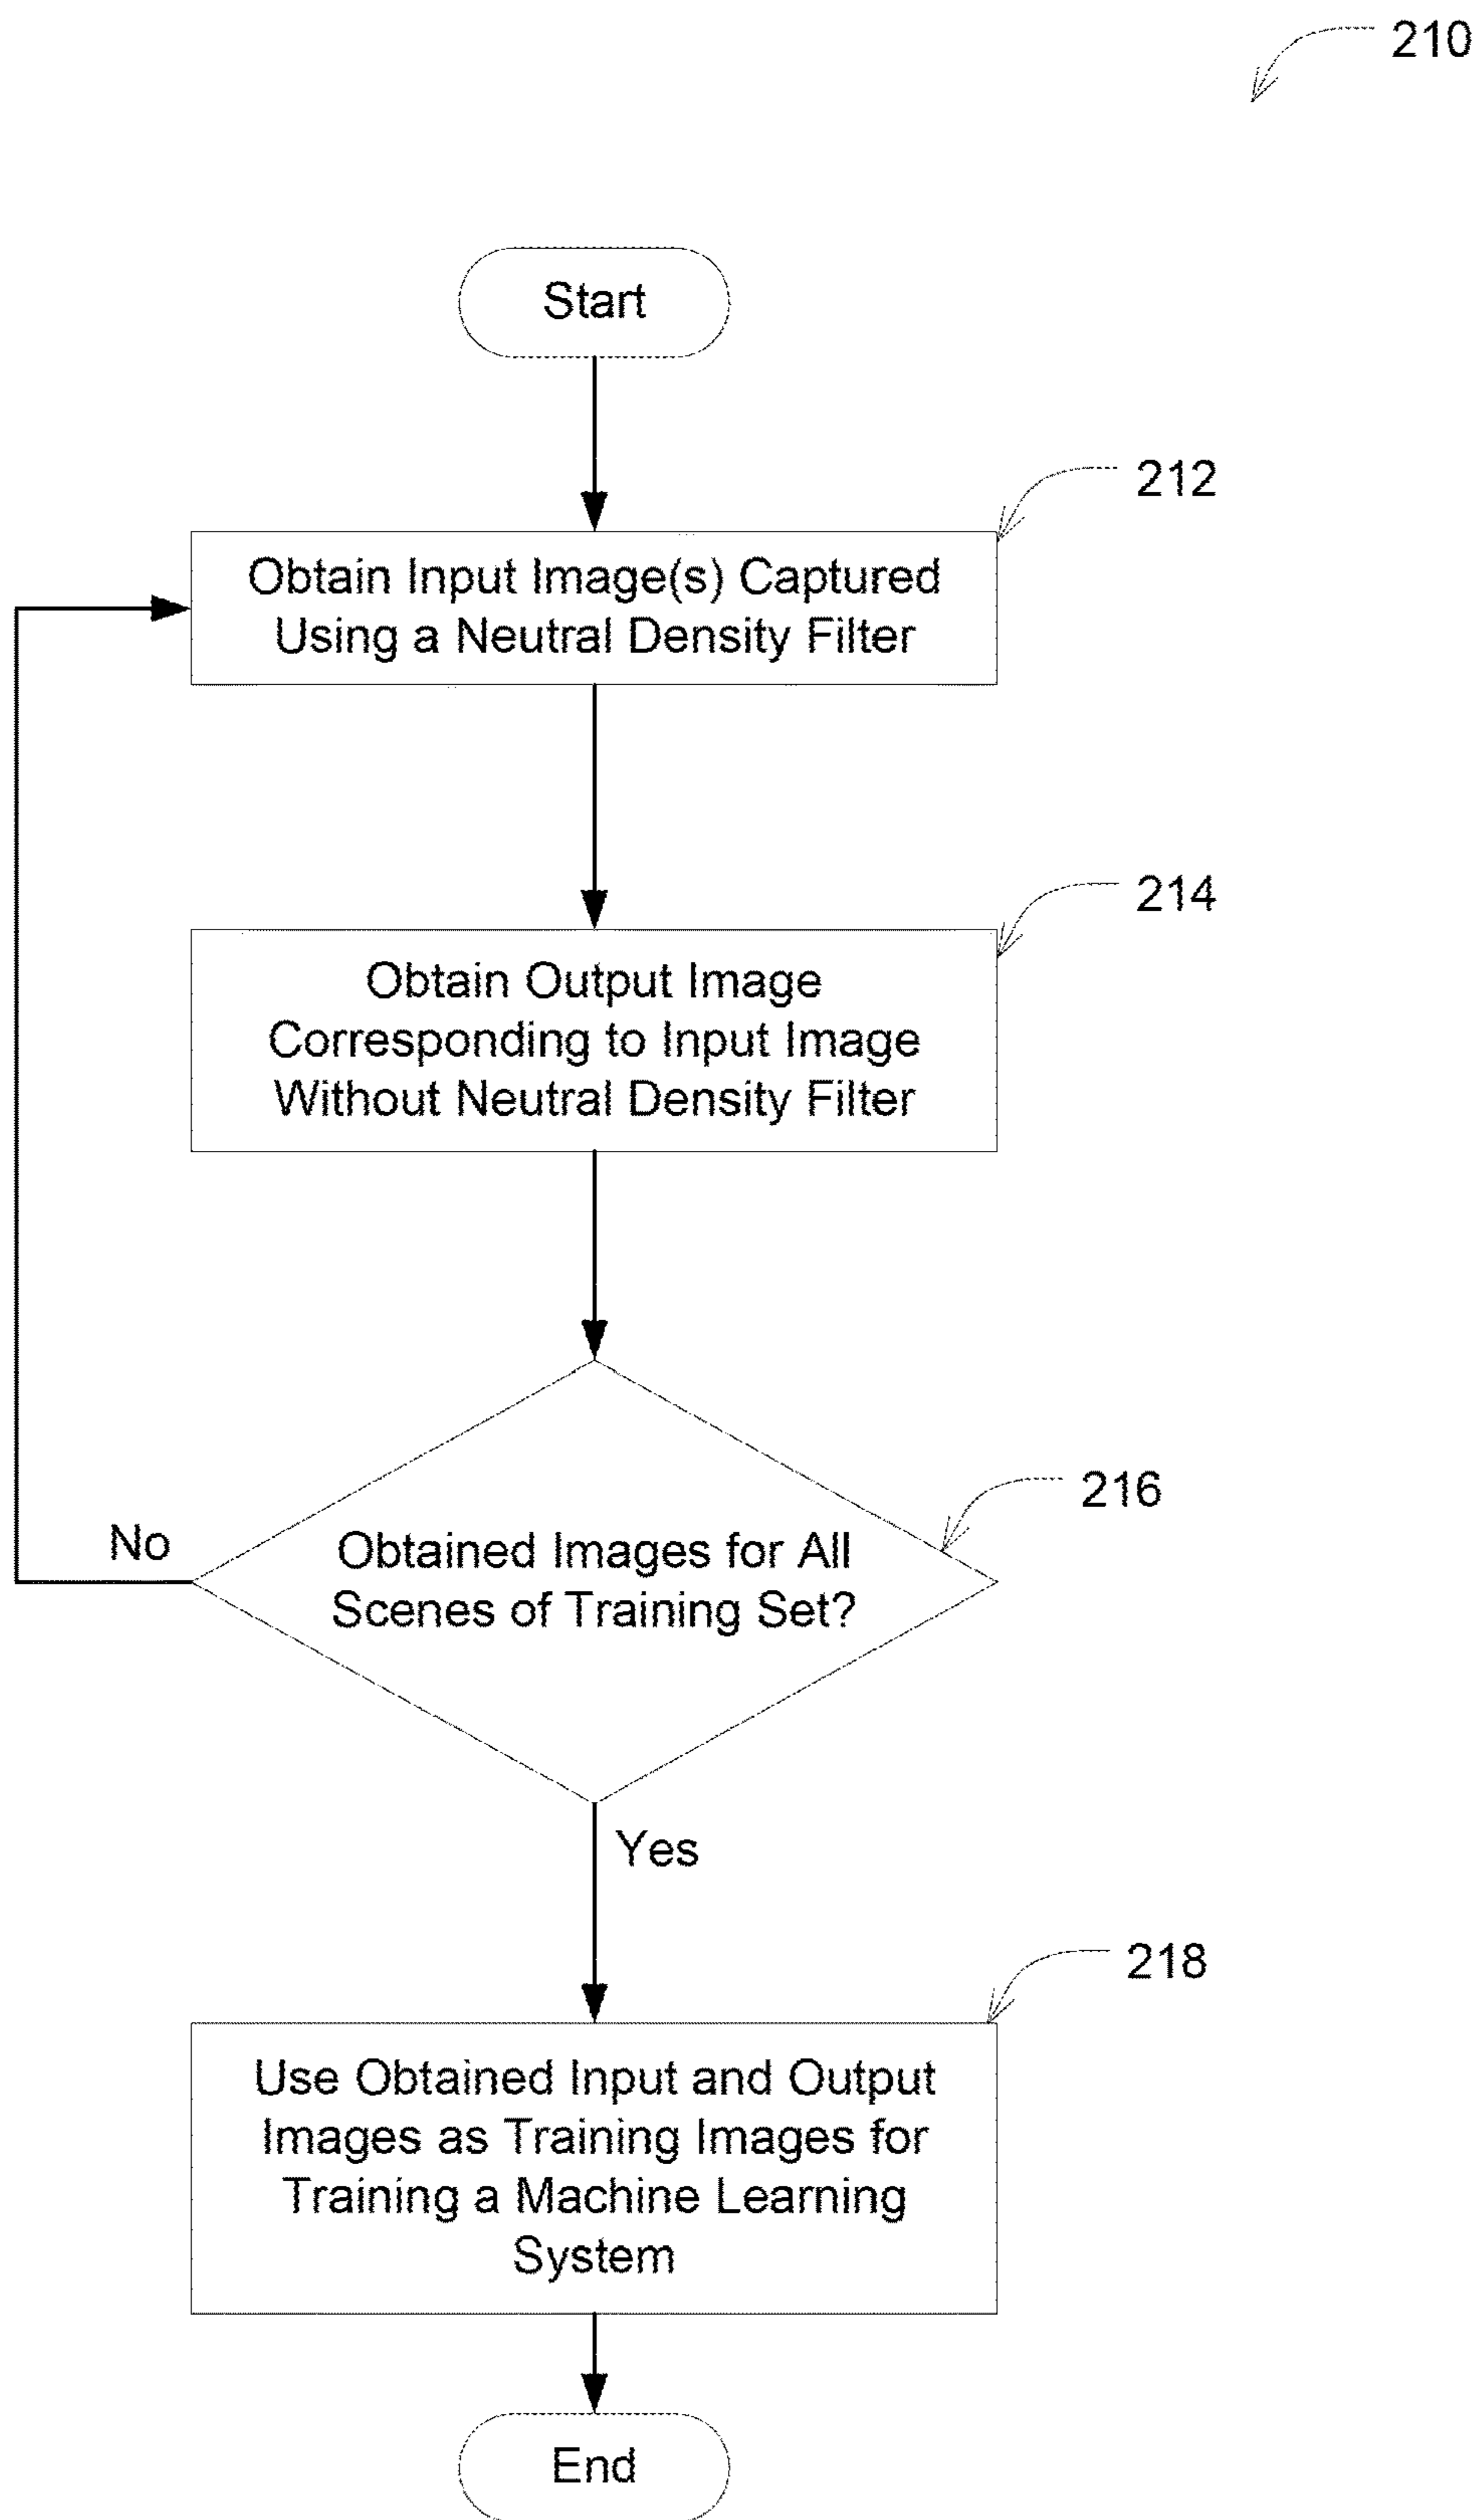 210
Start
212
Obtain Input Image(s) Captured
Using a Neutral Density Filter
214
Obtain Output Image
Corresponding to Input Image
Without Neutral Density Filter
216
Obtained Images for All
Scenes of Training Set?
No
Yes
218
Use Obtained Input and Output
Images as Training Images for
Training a Machine Learning
System
End